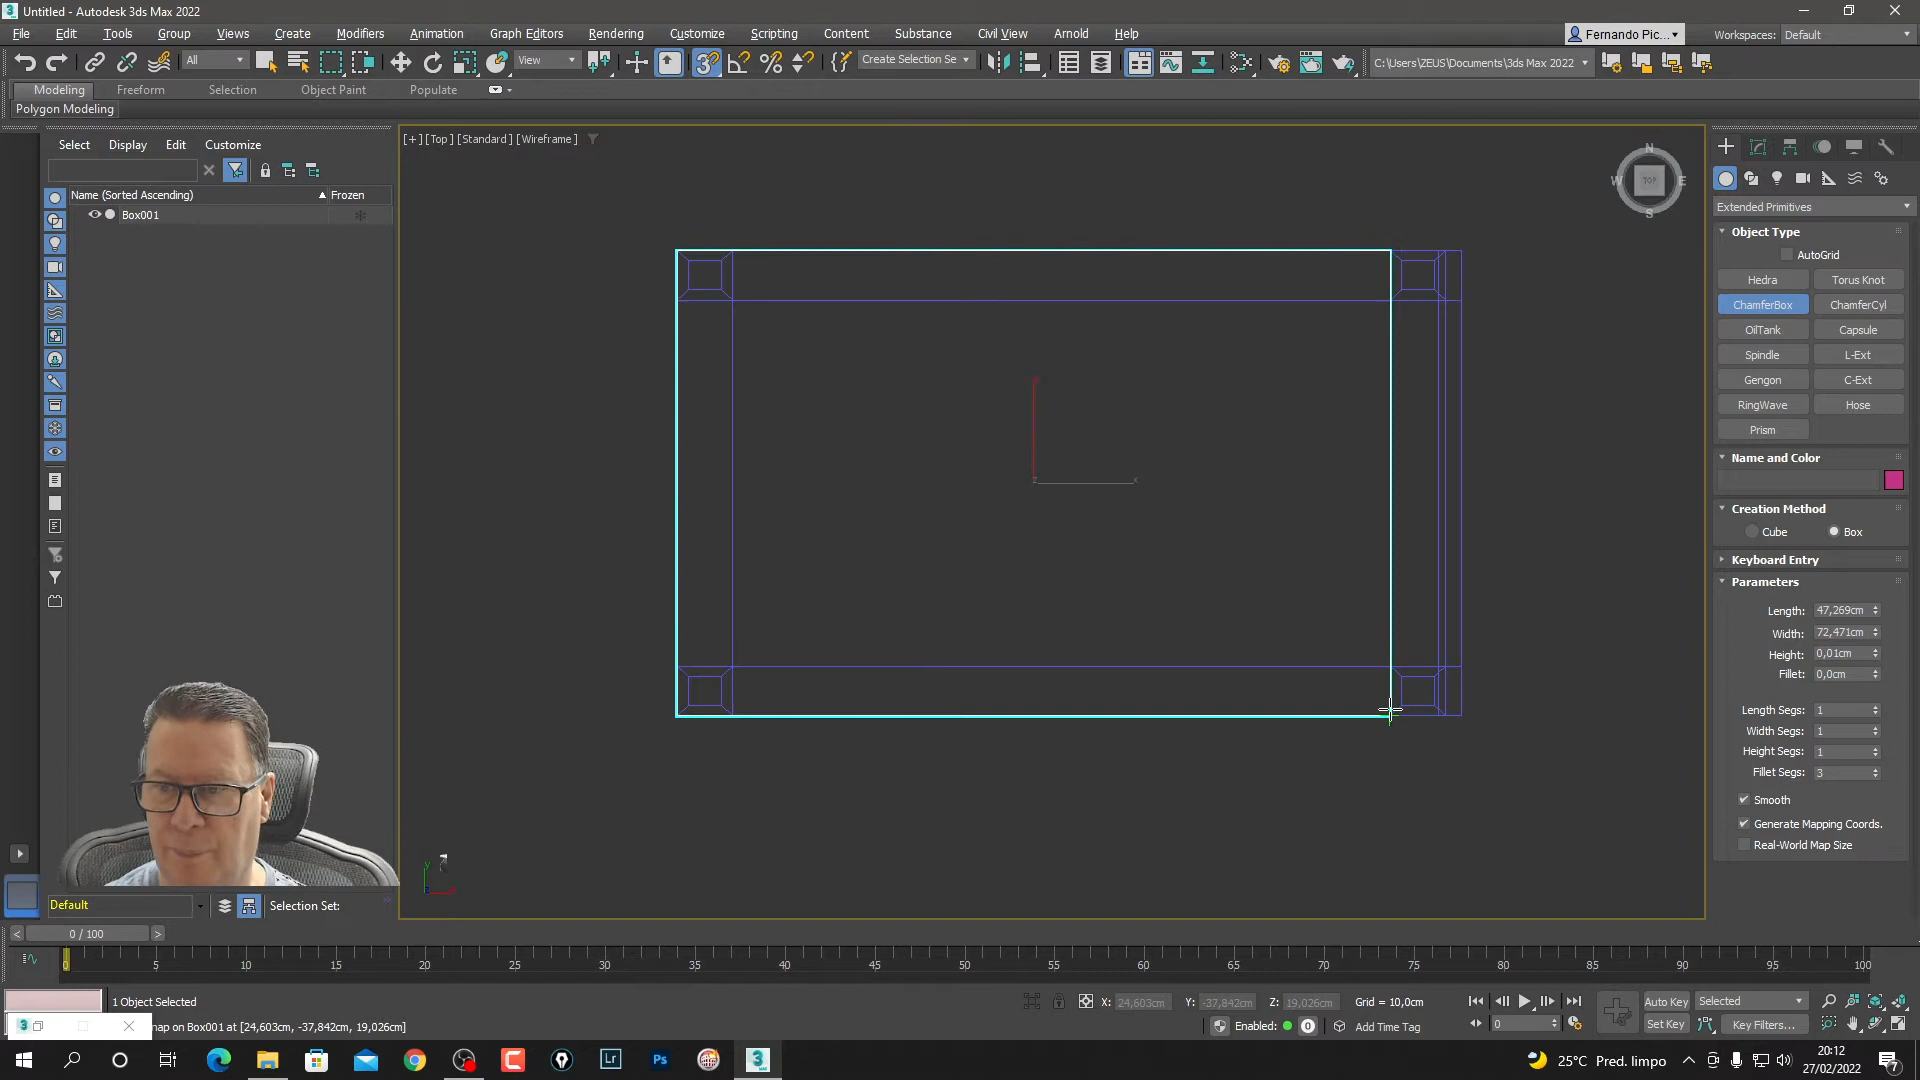 Untitled - Autodesk 3ds Max 2022
File Edit Tools Group Views Create Modifiers Animation Graph Editors Rendering Customize Scripting Content Substance Civil View Arnold Help
Fernando Pic...
Workspaces: Default
All
View
Create Selection Se
C:\Users\ZEUS\Documents\3ds Max 2022
Modeling Freeform Selection Object Paint Populate
Polygon Modeling
Select Display Edit Customize
Name (Sorted Ascending)
Frozen
Box001
[+] [Top] [Standard] [Wireframe]
N
W TOP E
S
x
z
y
Extended Primitives
Object Type
AutoGrid
Hedra Torus Knot
ChamferBox ChamferCyl
OilTank Capsule
Spindle L-Ext
Gengon C-Ext
RingWave Hose
Prism
Name and Color
Creation Method
Cube Box
Keyboard Entry
Parameters
Length: 47,269cm
Width: 72,471cm
Height: 0,01cm
Fillet: 0,0cm
Length Segs: 1
Width Segs: 1
Height Segs: 1
Fillet Segs: 3
Smooth
Generate Mapping Coords.
Real-World Map Size
Default
Selection Set:
< 0 / 100 >
0 5 10 15 20 25 30 35 40 45 50 55 60 65 70 75 80 85 90 95 100
1 Object Selected
X: 24,603cm Y: -37,842cm Z: 19,026cm Grid = 10,0cm
Auto Key Selected
nap on Box001 at [24,603cm, -37,842cm, 19,026cm]
Enabled: 0 Add Time Tag
0
Set Key Key Filters...
Lr
Ps
3
MAX
25°C Pred. limpo
20:12
27/02/2022
7